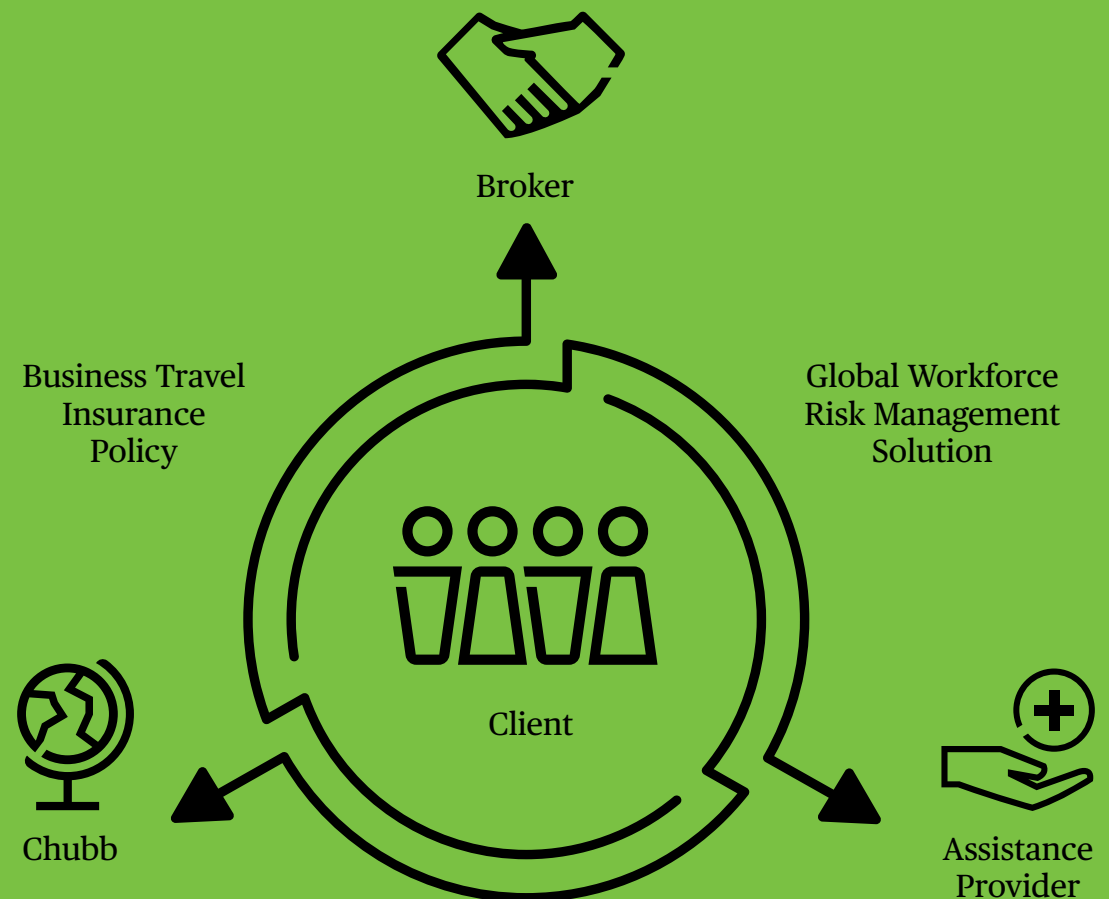 Broker
Business Travel
Insurance
Policy
Global Workforce
Risk Management
Solution
Client
Chubb
Assistance
Provider